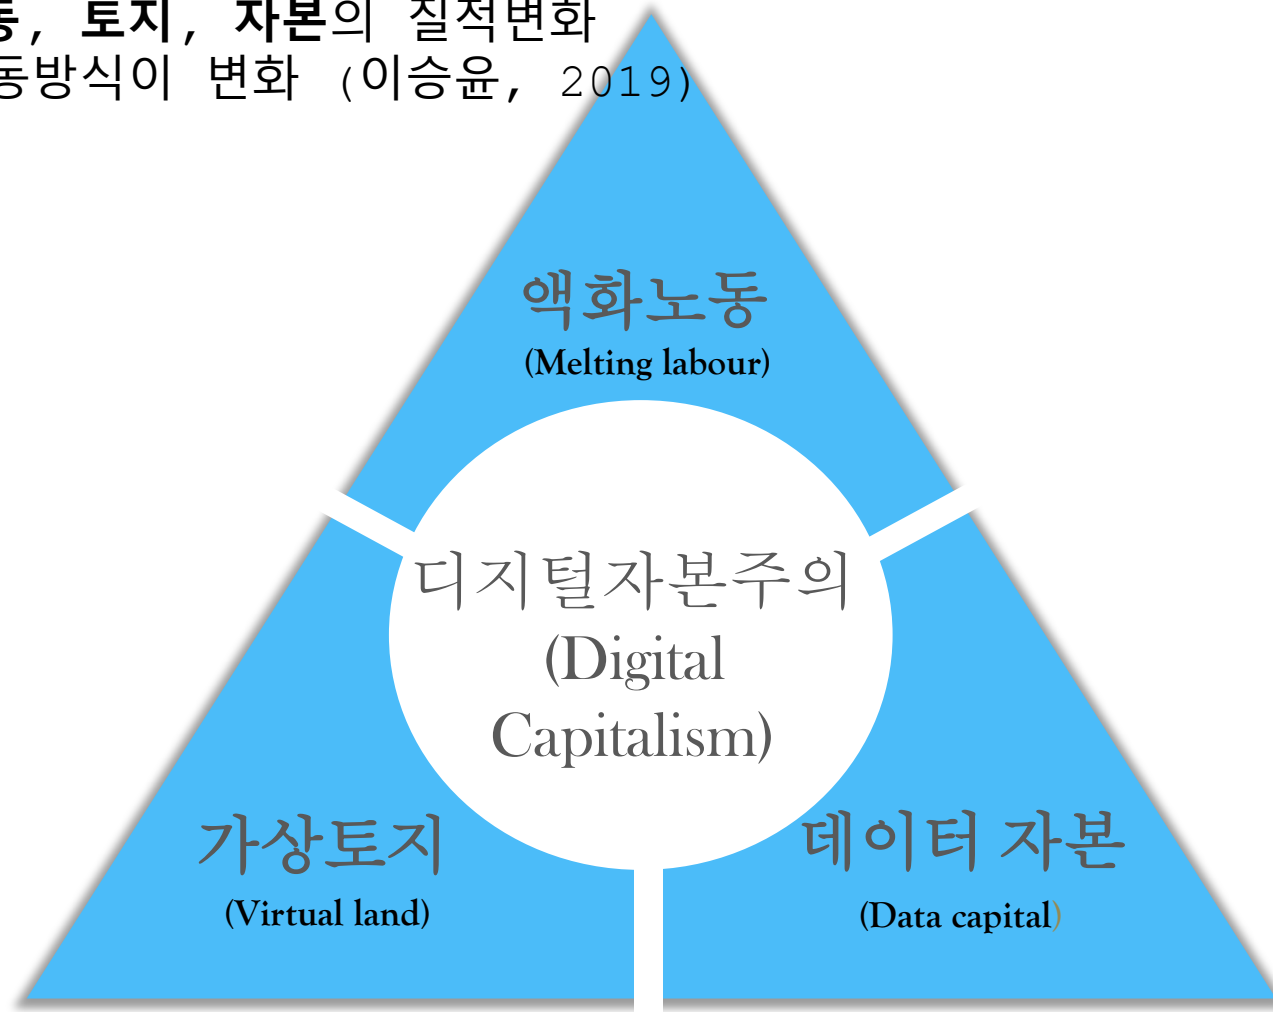 동, 토지, 자본의 질적변화
동방식이 변화 (이승윤, 2019)
액화노동
(Melting labour)
디지털자본주의
(Digital
Capitalism)
가상토지
(Virtual land)
데이터 자본
(Data capital)